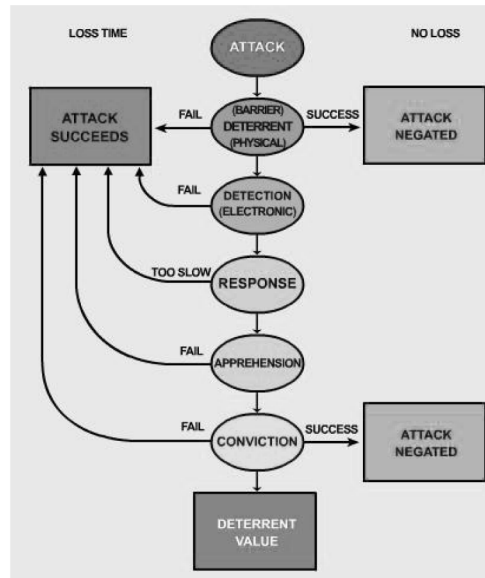 LOSS TIME
NO LOSS
ATTACK
FAIL
(BARRIER)
DETERRENT
(PHYSICAL)
SUCCESS
ATTACK
SUCCEEDS
ATTACK
NEGATED
FAIL
DETECTION
(ELECTRONIC)
TOO SLOW
RESPONSE
FAIL
APPREHENSION
FAIL
CONVICTION
SUCCESS
ATTACK
NEGATED
DETERRENT
VALUE